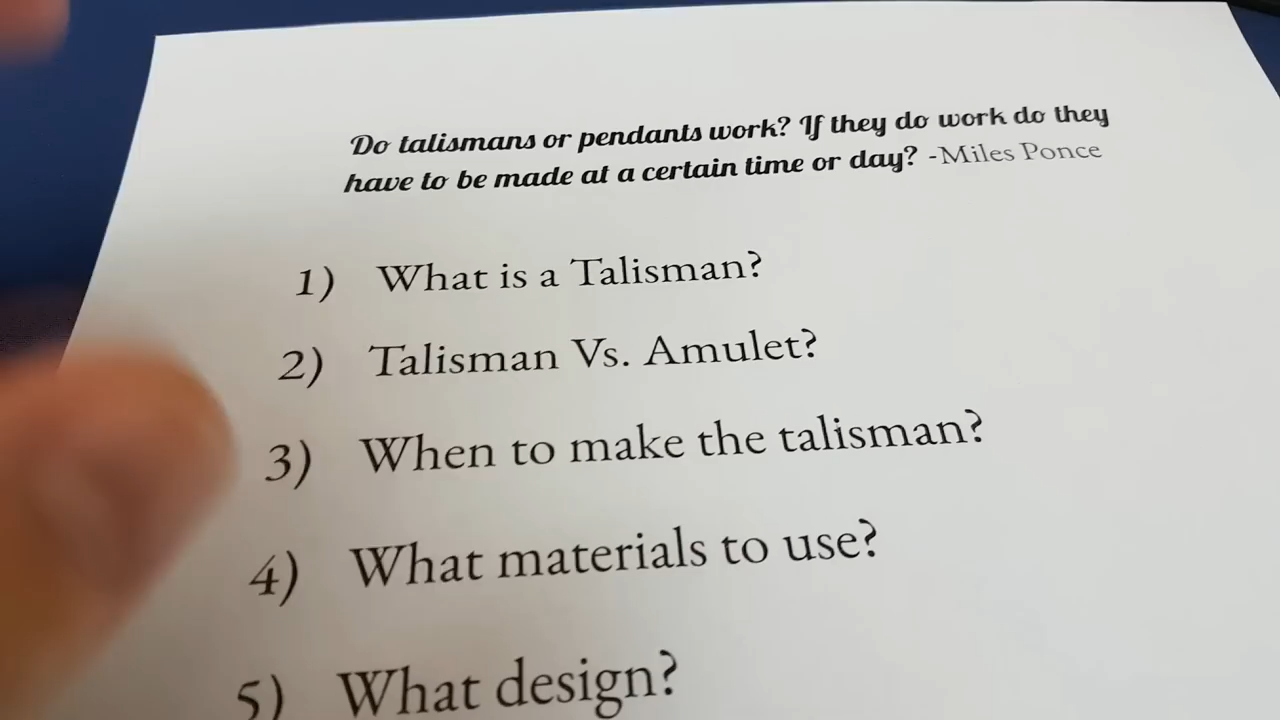 Do talismans or pendants work? If they do work do they
have to be made at a certain time or day? -Miles Ponce
1) What is a Talisman?
2) Talisman Vs. Amulet?
3) When to make the talisman?
4) What materials to use?
5) What design?